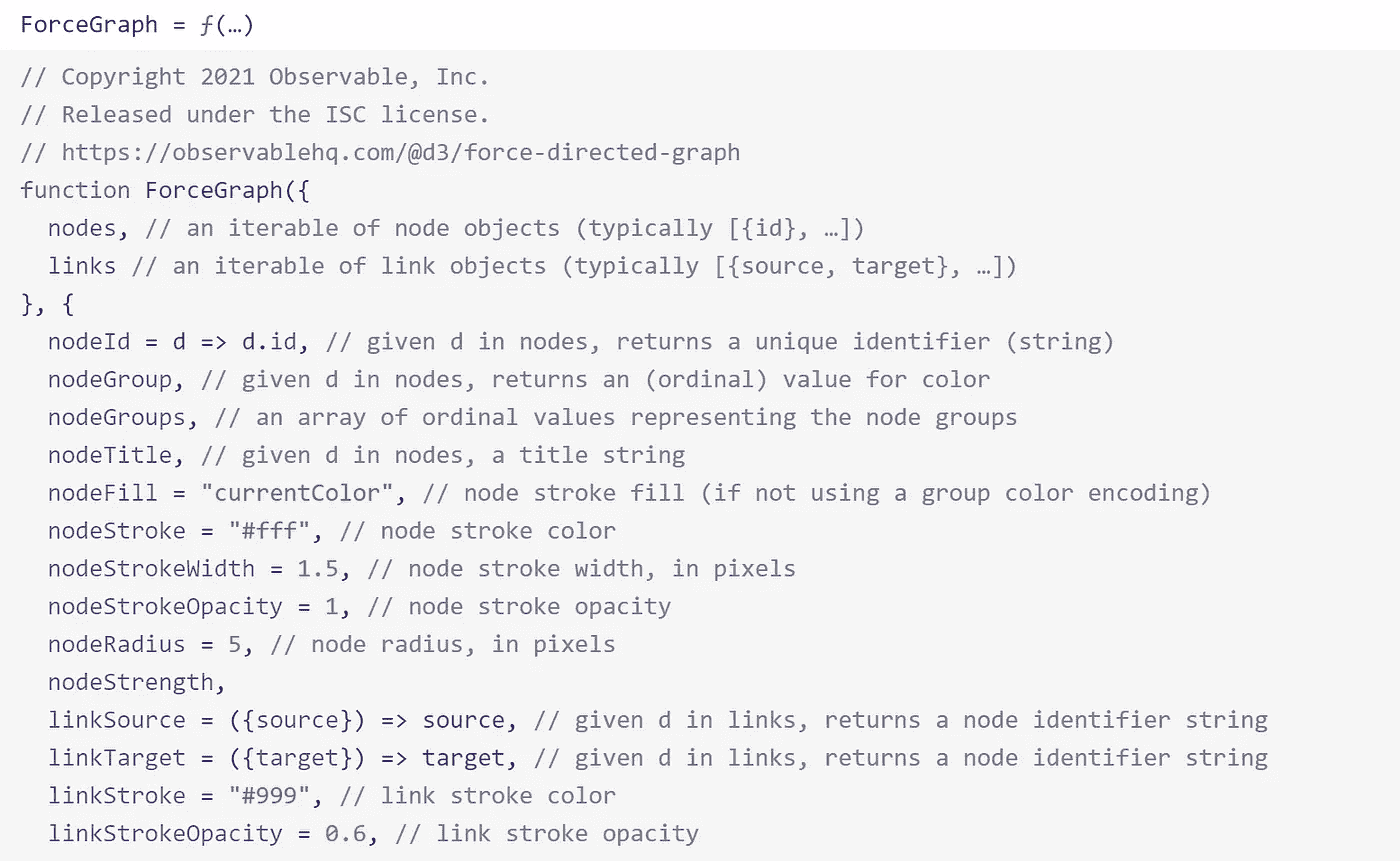 ForceGraph = ƒ(…)
// Copyright 2021 Observable, Inc.
// Released under the ISC license.
// https://observablehq.com/@d3/force-directed-graph
function ForceGraph({
  nodes, // an iterable of node objects (typically [{id}, …])
  links // an iterable of link objects (typically [{source, target}, …])
}, {
  nodeId = d => d.id, // given d in nodes, returns a unique identifier (string)
  nodeGroup, // given d in nodes, returns an (ordinal) value for color
  nodeGroups, // an array of ordinal values representing the node groups
  nodeTitle, // given d in nodes, a title string
  nodeFill = "currentColor", // node stroke fill (if not using a group color encoding)
  nodeStroke = "#fff", // node stroke color
  nodeStrokeWidth = 1.5, // node stroke width, in pixels
  nodeStrokeOpacity = 1, // node stroke opacity
  nodeRadius = 5, // node radius, in pixels
  nodeStrength,
  linkSource = ({source}) => source, // given d in links, returns a node identifier string
  linkTarget = ({target}) => target, // given d in links, returns a node identifier string
  linkStroke = "#999", // link stroke color
  linkStrokeOpacity = 0.6, // link stroke opacity